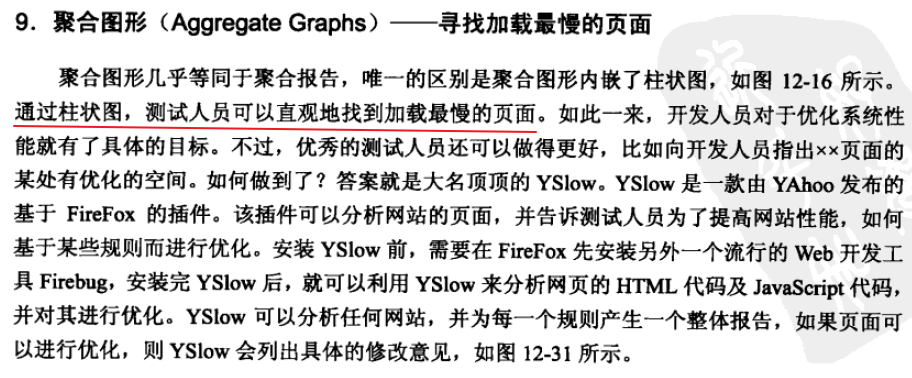 9．聚合图形（Aggregate Graphs）——寻找加载最慢的页面
聚合图形几乎等同于聚合报告，唯一的区别是聚合图形内嵌了柱状图，如图 12-16 所示。
通过柱状图，测试人员可以直观地找到加载最慢的页面。如此一来，开发人员对于优化系统性
能就有了具体的目标。不过，优秀的测试人员还可以做得更好，比如向开发人员指出××页面的
某处有优化的空间。如何做到了？答案就是大名顶顶的 YSlow。YSlow 是一款由 YAhoo 发布的
基于 FireFox 的插件。该插件可以分析网站的页面，并告诉测试人员为了提高网站性能，如何
基于某些规则而进行优化。安装 YSlow 前，需要在 FireFox 先安装另外一个流行的 Web 开发工
具 Firebug，安装完 YSlow 后，就可以利用 YSlow 来分析网页的 HTML 代码及 JavaScript 代码，
并对其进行优化。YSlow 可以分析任何网站，并为每一个规则产生一个整体报告，如果页面可
以进行优化，则 YSlow 会列出具体的修改意见，如图 12-31 所示。